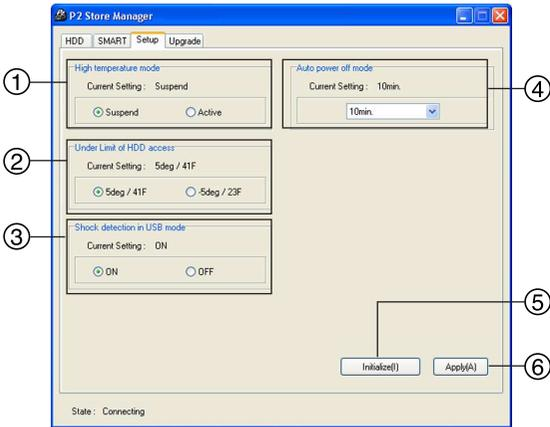 P2 Store Manager
HDD SMART Setup Upgrade
① High temperature mode
Current Setting : Suspend
Suspend Active
Auto power off mode ④
Current Setting : 10min.
10min.
② Under Limit of HDD access
Current Setting : 5deg / 41F
5deg / 41F -5deg / 23F
③ Shock detection in USB mode
Current Setting : ON
ON OFF
⑤
Initialize(I) Apply(A) ⑥
State : Connecting